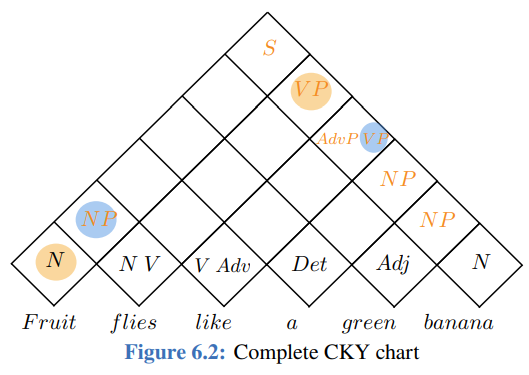 S
VP
AdvP VP
NP
NP NP
N N V V Adv Det Adj N
Fruit flies like a green banana
Figure 6.2: Complete CKY chart